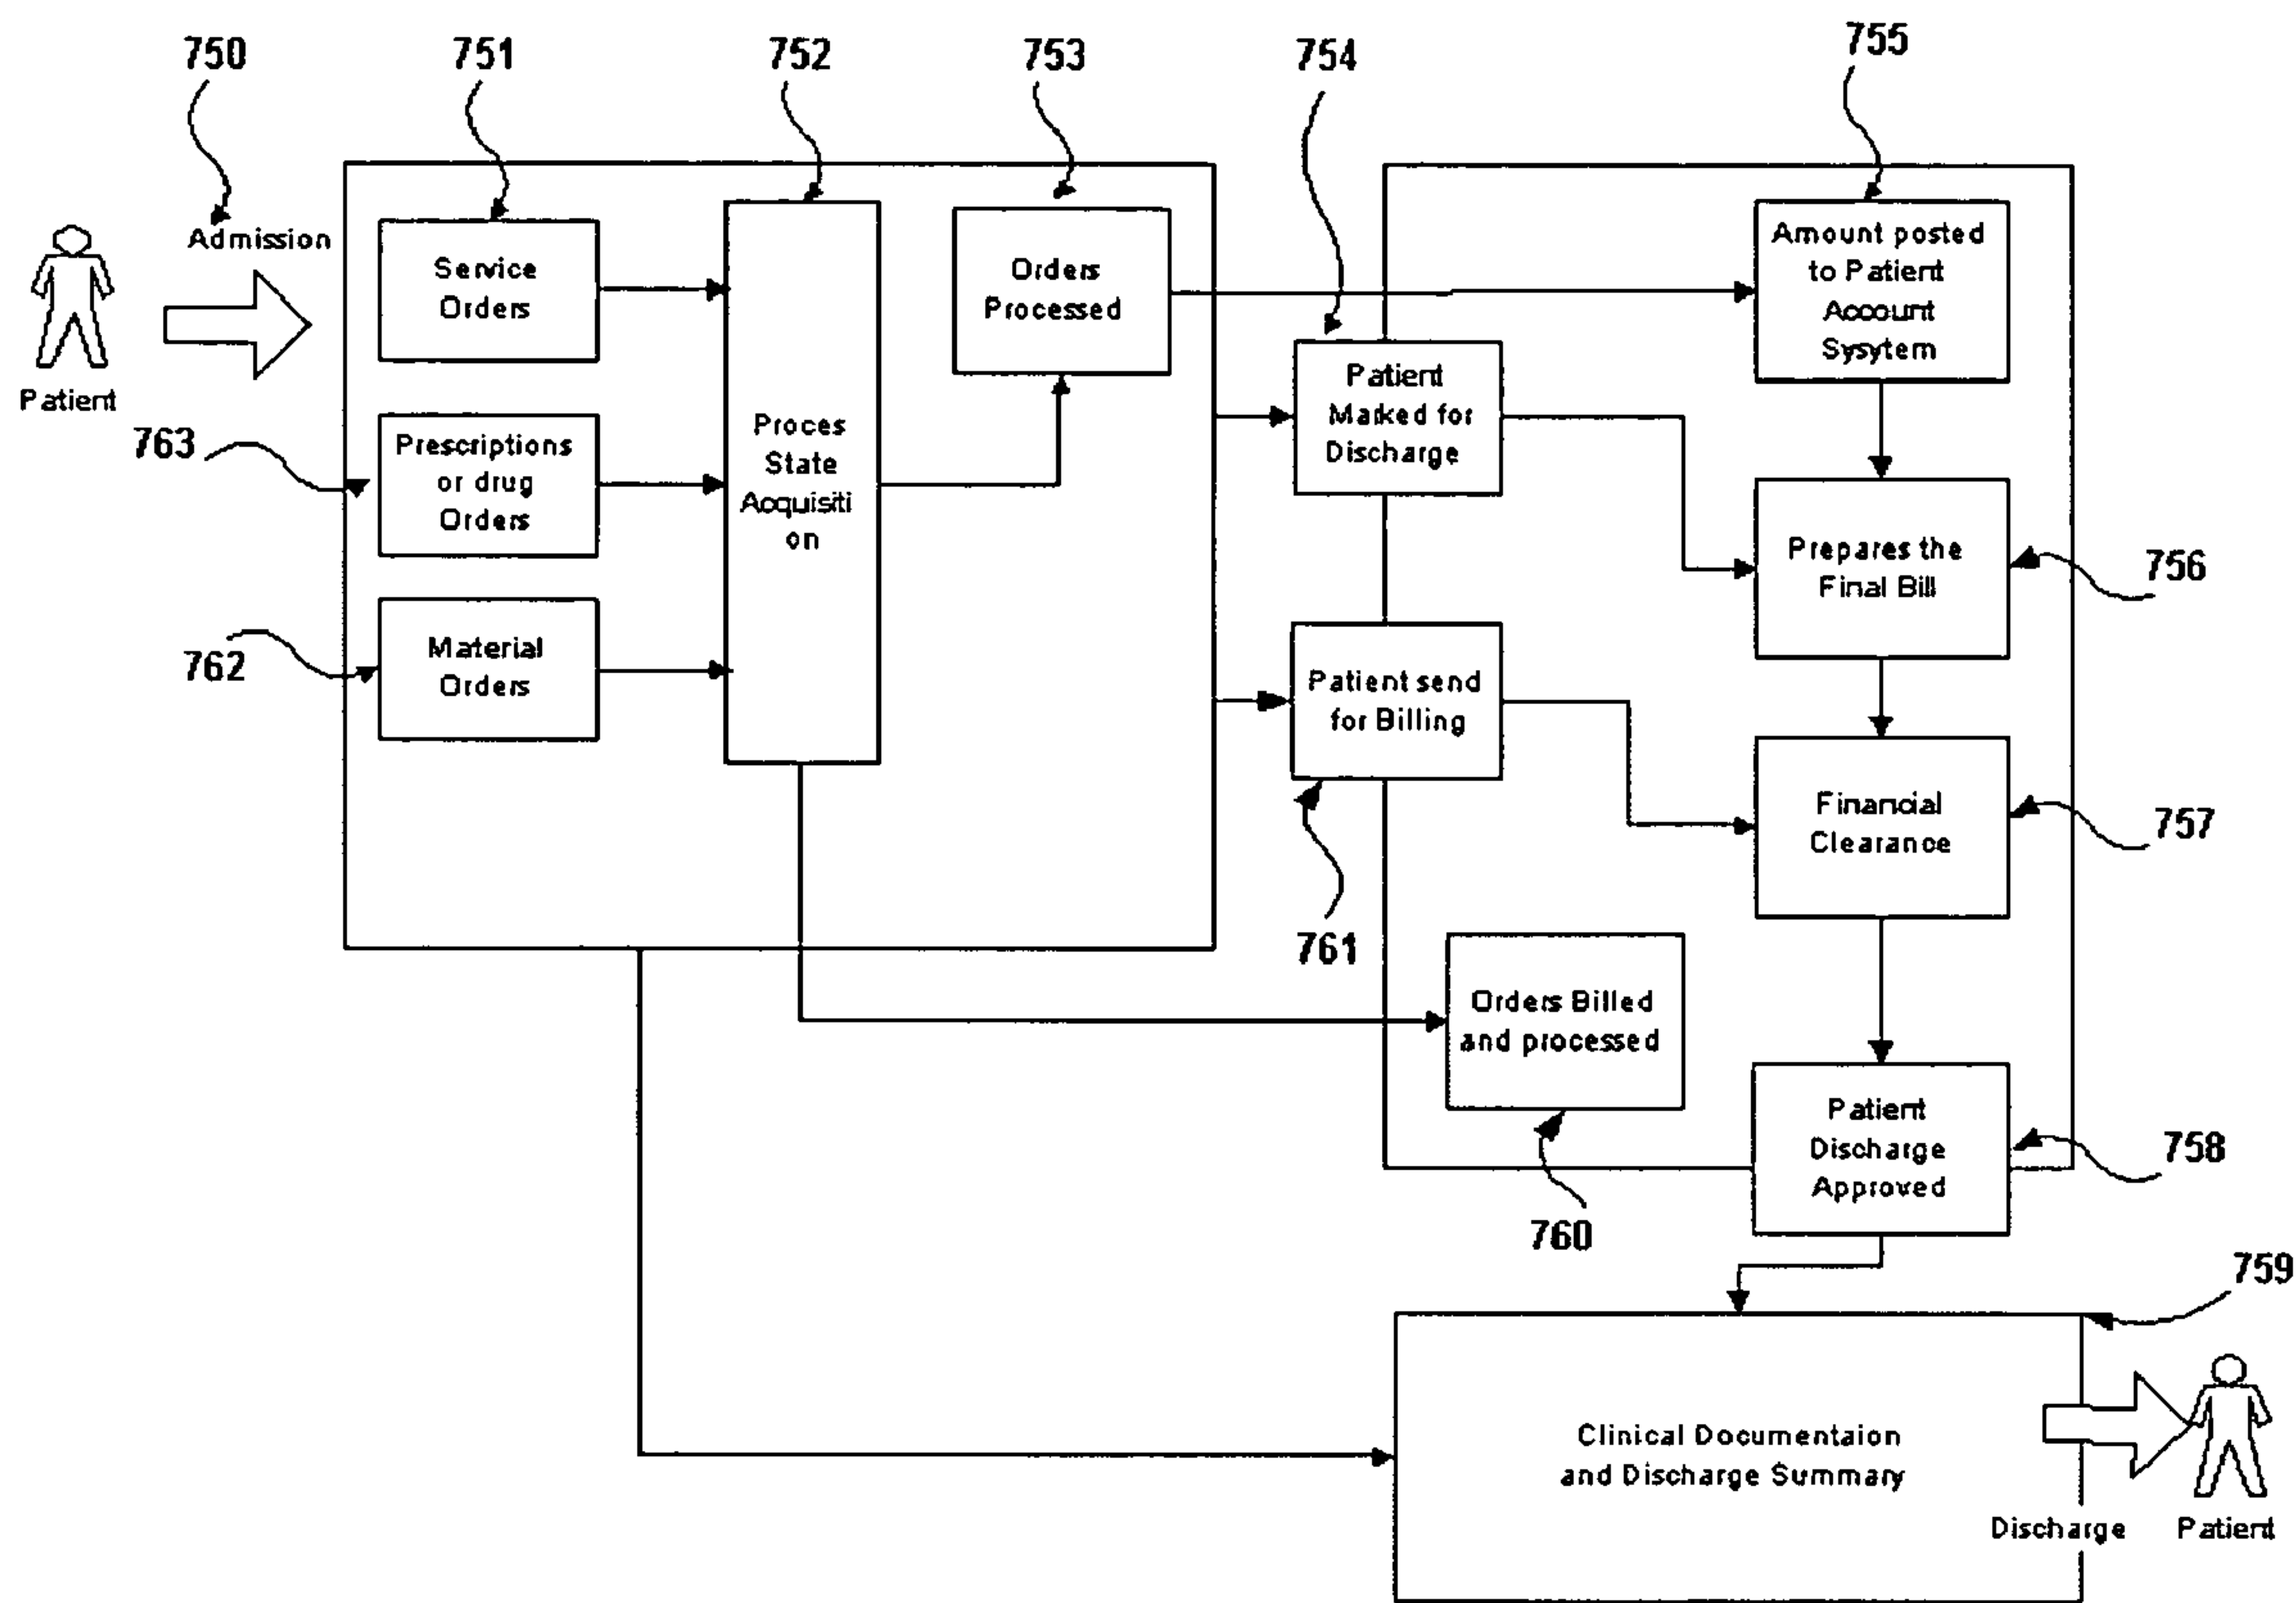 750
751
752
753
754
755
Admission
Patient
Service
Orders
763
Prescriptions
or drug
Orders
762
Material
Orders
Proces
State
Acquisiti
on
Orders
Processed
Patient
Marked for
Discharge
Patient send
for Billing
761
Amount posted
to Patient
Account
Sysytem
Prepares the
Final Bill
756
Financial
Clearance
757
Orders Billed
and processed
760
Patient
Discharge
Approved
758
759
Clinical Documentaion
and Discharge Summary
Discharge
Patient